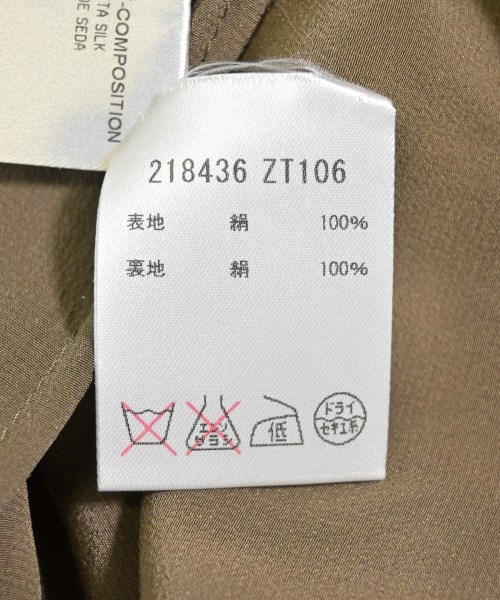 -COMPOSITION
TA SILK
DE SEDA
218436 ZT106
表地 絹 100%
裏地 絹 100%
エンソ
サラシ
低
ドライ
セキユ系